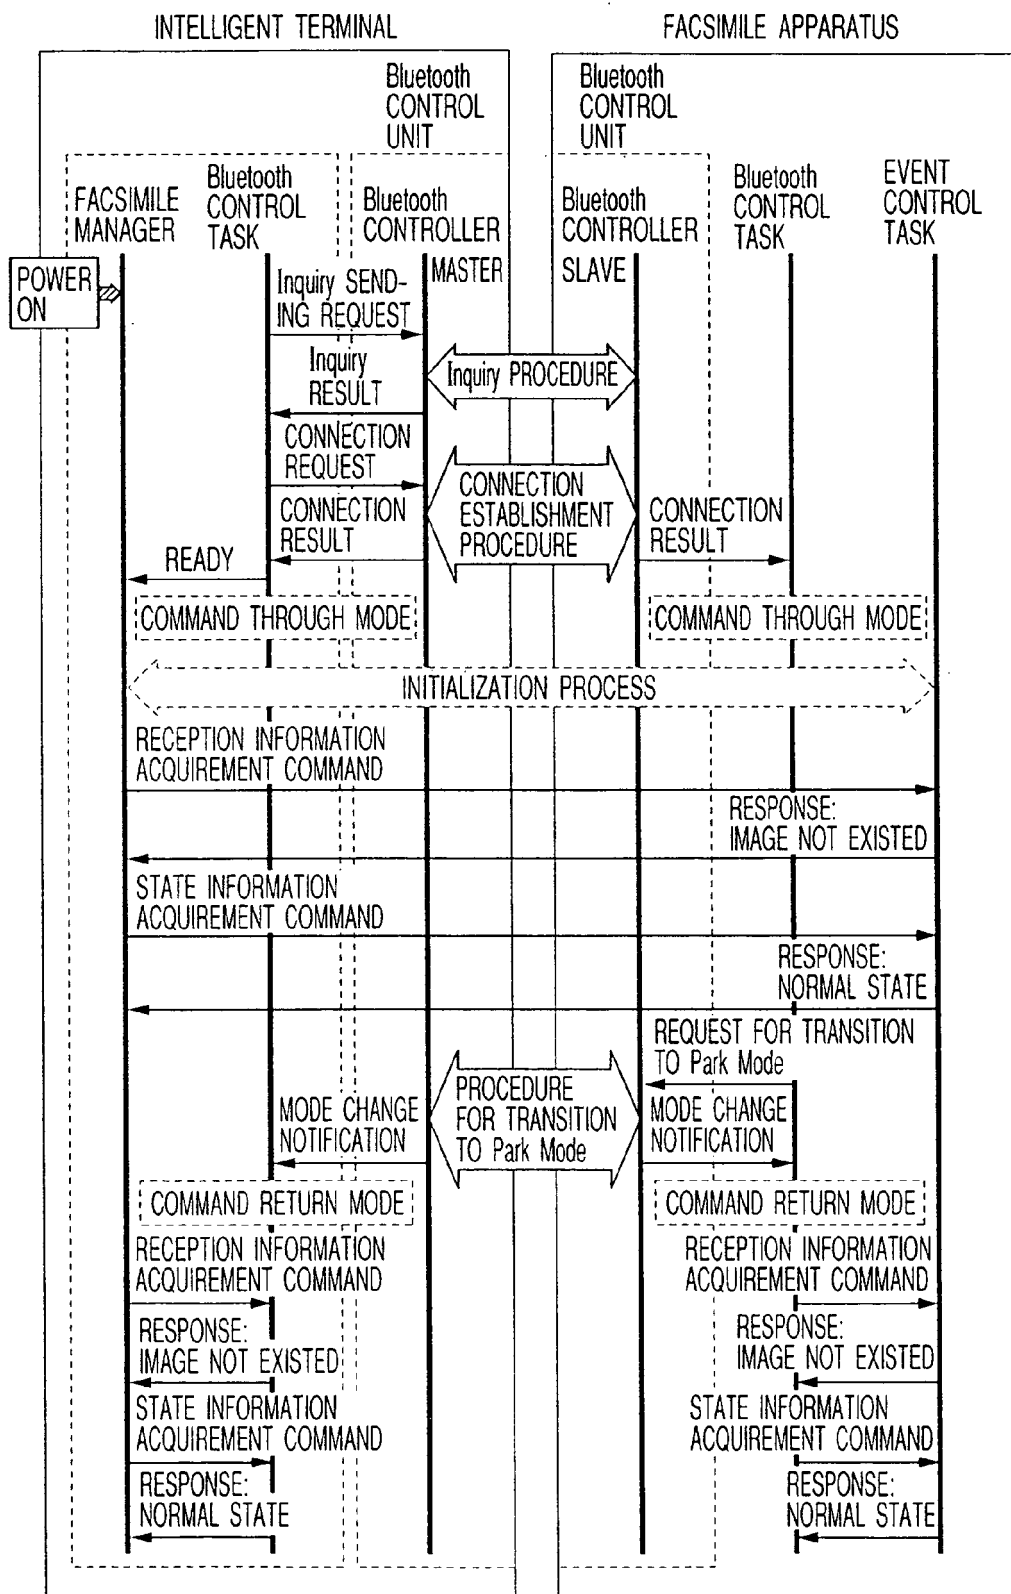 INTELLIGENT TERMINAL
FACSIMILE APPARATUS
Bluetooth
CONTROL
UNIT
Bluetooth
CONTROL
UNIT
FACSIMILE
MANAGER
Bluetooth
CONTROL
TASK
Bluetooth
CONTROLLER
MASTER
Bluetooth
CONTROLLER
SLAVE
Bluetooth
CONTROL
TASK
EVENT
CONTROL
TASK
POWER
ON
Inquiry SEND-
ING REQUEST
Inquiry
RESULT
Inquiry PROCEDURE
CONNECTION
REQUEST
CONNECTION
RESULT
CONNECTION
ESTABLISHMENT
PROCEDURE
CONNECTION
RESULT
READY
COMMAND THROUGH MODE
COMMAND THROUGH MODE
INITIALIZATION PROCESS
RECEPTION INFORMATION
ACQUIREMENT COMMAND
RESPONSE:
IMAGE NOT EXISTED
STATE INFORMATION
ACQUIREMENT COMMAND
RESPONSE:
NORMAL STATE
REQUEST FOR TRANSITION
TO Park Mode
PROCEDURE
FOR TRANSITION
TO Park Mode
MODE CHANGE
NOTIFICATION
MODE CHANGE
NOTIFICATION
COMMAND RETURN MODE
COMMAND RETURN MODE
RECEPTION INFORMATION
ACQUIREMENT COMMAND
RECEPTION INFORMATION
ACQUIREMENT COMMAND
RESPONSE:
IMAGE NOT EXISTED
RESPONSE:
IMAGE NOT EXISTED
STATE INFORMATION
ACQUIREMENT COMMAND
STATE INFORMATION
ACQUIREMENT COMMAND
RESPONSE:
NORMAL STATE
RESPONSE:
NORMAL STATE